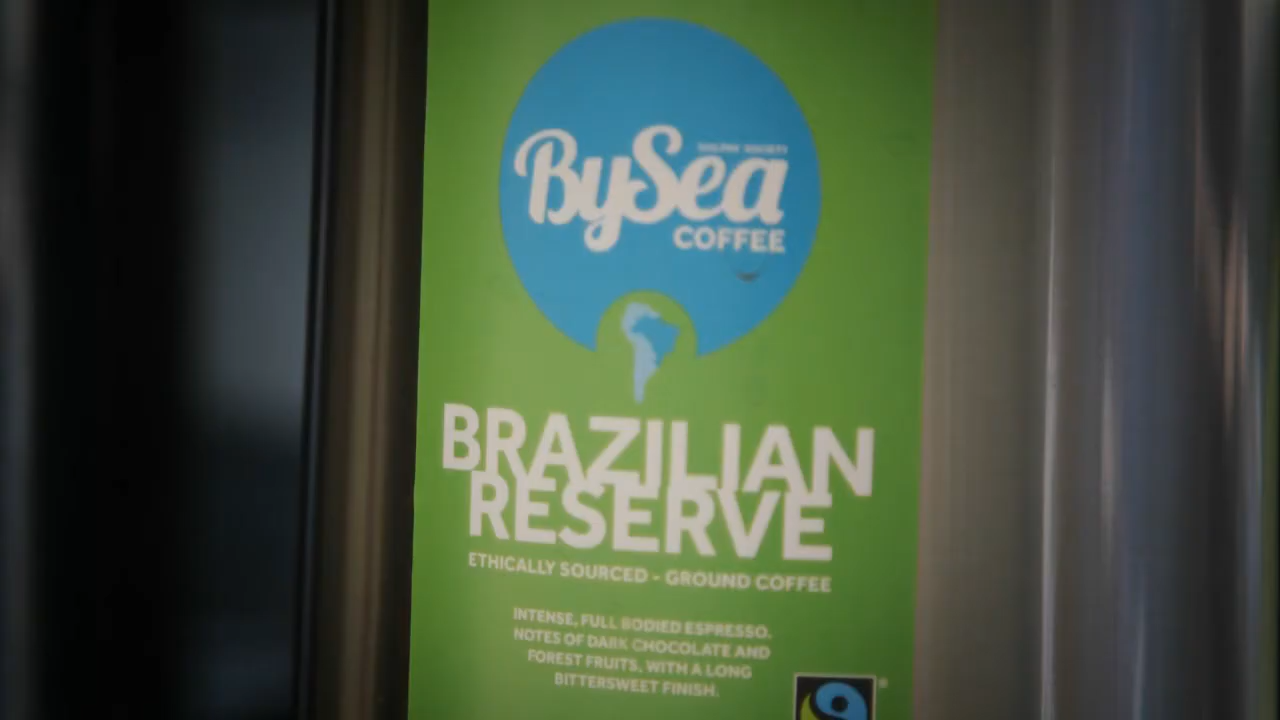 BySea
COFFEE
BRAZILIAN
RESERVE
ETHICALLY SOURCED - GROUND COFFEE
INTENSE, FULL BODIED ESPRESSO.
NOTES OF DARK CHOCOLATE AND
FOREST FRUITS, WITH A LONG
BITTERSWEET FINISH.
®